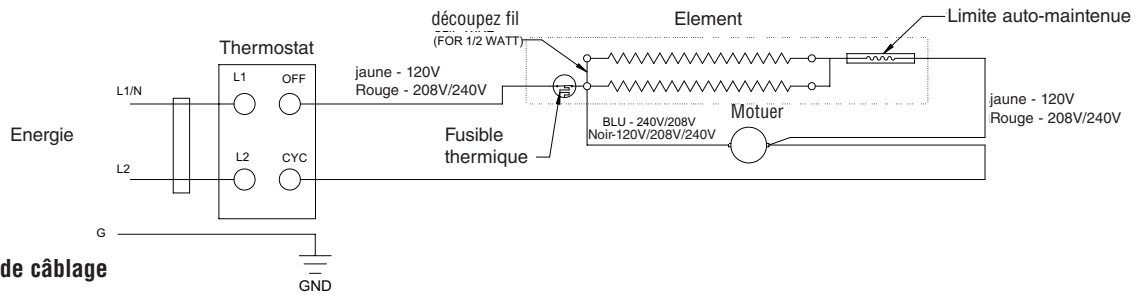 découpez fil
(FOR 1/2 WATT)
Element
Limite auto-maintenue
Thermostat
L1
OFF
jaune - 120V
Rouge - 208V/240V
L1/N
Energie
Fusible
thermique
BLU - 240V/208V
Noir-120V/208V/240V
Motuer
jaune - 120V
Rouge - 208V/240V
L2
CYC
L2
G
de câblage
GND